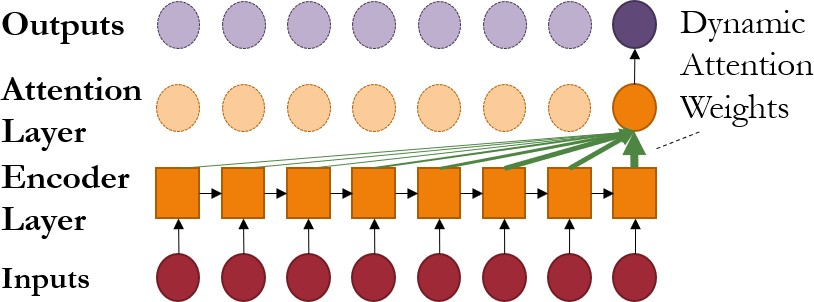 Outputs
Attention
Layer
Encoder
Layer
Inputs
Dynamic
Attention
Weights